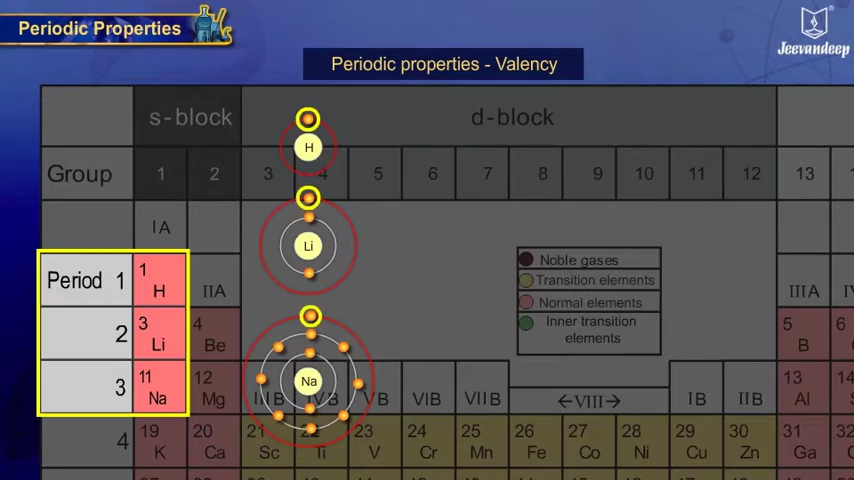 Periodic Properties
Jeevandeep
Periodic properties - Valency
s-block
d-block
H
Group
1
2
3
4
5
6
7
8
9
10
11
12
13
IA
Li
Noble gases
Transition elements
Normal elements
Inner transition
elements
Period 1
1
H
IIA
IIIA
2
3
Li
4
Be
5
B
6
3
11
Na
12
Mg
Na
IIIB
IVB
VB
VIB
VIIB
←VIII→
IB
IIB
13
Al
4
19
K
20
Ca
21
Sc
22
Ti
23
V
24
Cr
25
Mn
26
Fe
27
Co
28
Ni
29
Cu
30
Zn
31
Ga